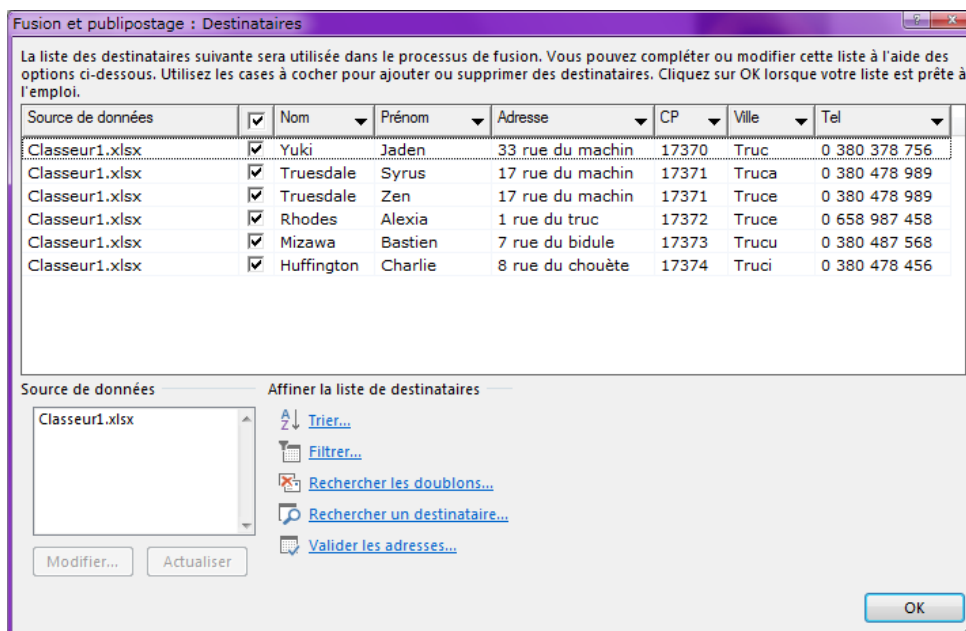 Fusion et publipostage : Destinataires
La liste des destinataires suivante sera utilisée dans le processus de fusion. Vous pouvez compléter ou modifier cette liste à l'aide des
options ci-dessous. Utilisez les cases à cocher pour ajouter ou supprimer des destinataires. Cliquez sur OK lorsque votre liste est prête à
l'emploi.
Source de données Nom Prénom Adresse CP Ville Tel
Classeur1.xlsx Yuki Jaden 33 rue du machin 17370 Truc 0 380 378 756
Classeur1.xlsx Truesdale Syrus 17 rue du machin 17371 Truca 0 380 478 989
Classeur1.xlsx Truesdale Zen 17 rue du machin 17371 Truce 0 380 478 989
Classeur1.xlsx Rhodes Alexia 1 rue du truc 17372 Truce 0 658 987 458
Classeur1.xlsx Mizawa Bastien 7 rue du bidule 17373 Trucu 0 380 487 568
Classeur1.xlsx Huffington Charlie 8 rue du chouète 17374 Truci 0 380 478 456
Source de données Affiner la liste de destinataires
Classeur1.xlsx
Trier...
Filtrer...
Rechercher les doublons...
Rechercher un destinataire...
Valider les adresses...
Modifier... Actualiser
OK